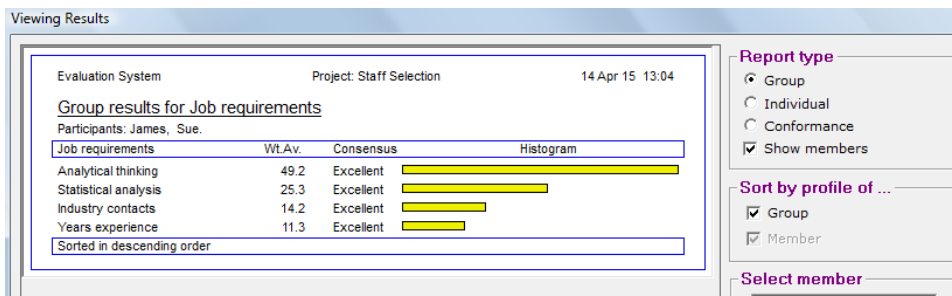 Viewing Results
Evaluation System Project: Staff Selection 14 Apr 15 13:04
Group results for Job requirements
Participants: James, Sue.
Job requirements Wt.Av. Consensus Histogram
Analytical thinking 49.2 Excellent
Statistical analysis 25.3 Excellent
Industry contacts 14.2 Excellent
Years experience 11.3 Excellent
Sorted in descending order
Report type
Group
Individual
Conformance
Show members
Sort by profile of ...
Group
Member
Select member